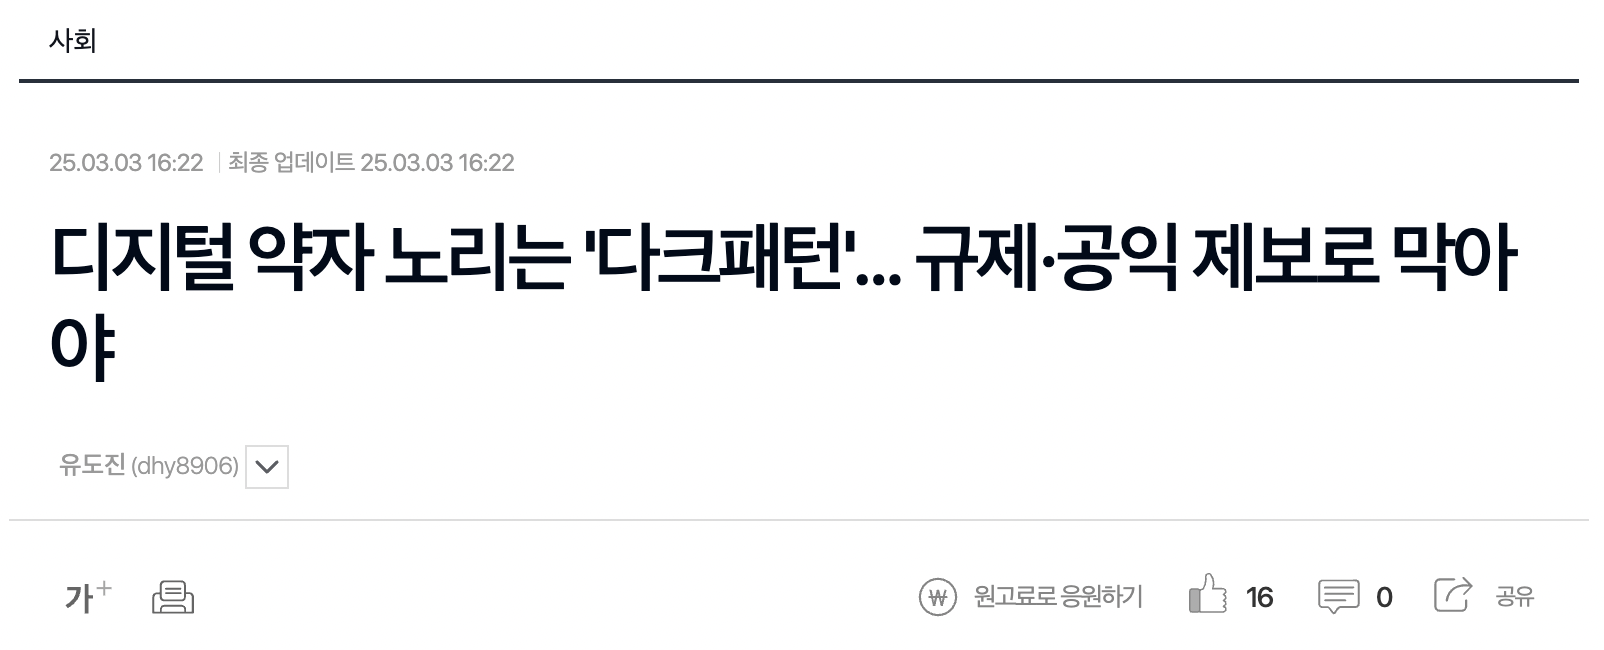 사회
25.03.03 16:22 최종 업데이트 25.03.03 16:22
디지털 약자 노리는 '다크패턴'... 규제·공익 제보로 막아
야
유도진 (dhy8906)
가+ 원고료로 응원하기 16 0 공유